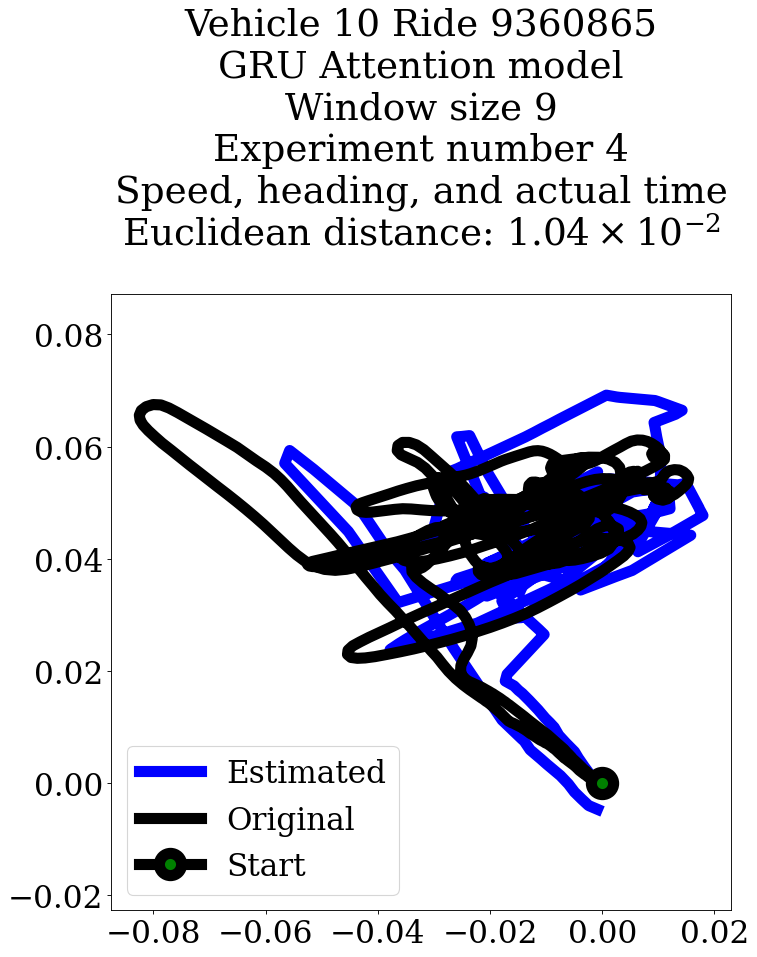 Vehicle 10 Ride 9360865
GRU Attention model
Window size 9
Experiment number 4
Speed, heading, and actual time
Euclidean distance: 1.04 × 10⁻²
0.08
0.06
0.04
0.02
0.00
−0.02
Estimated
Original
Start
−0.08 −0.06 −0.04 −0.02 0.00 0.02